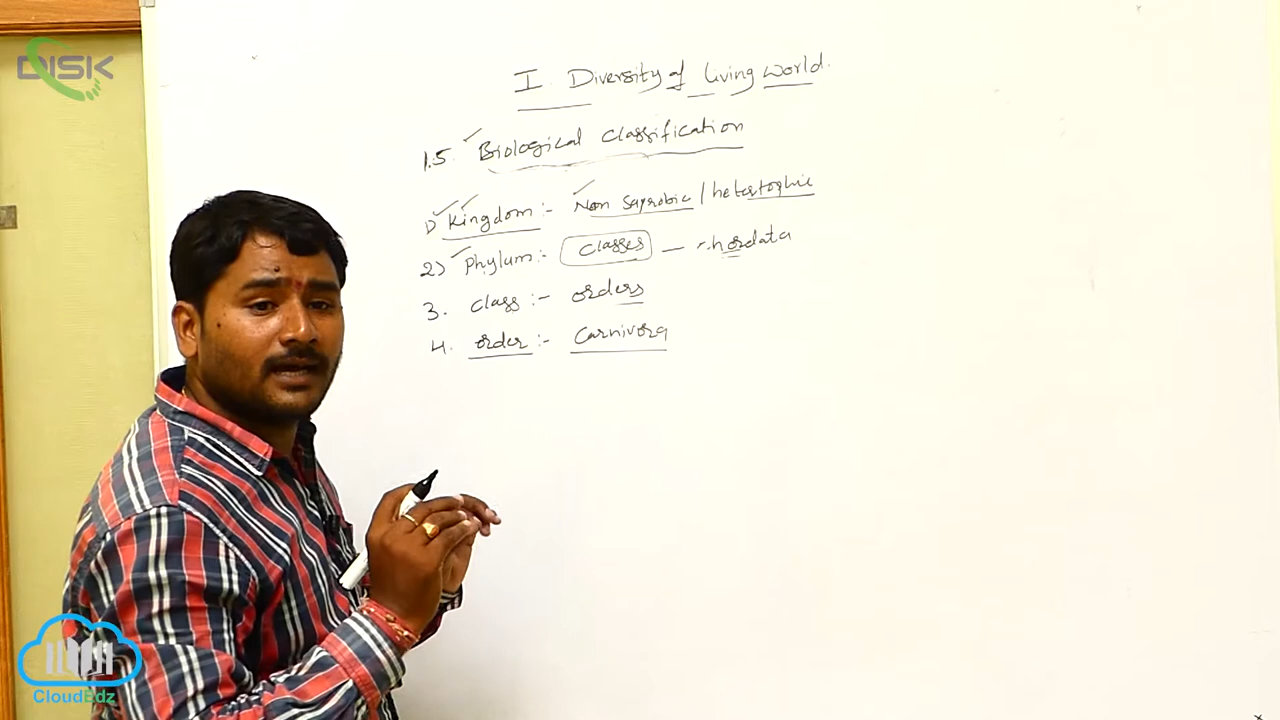 DISK
I. Diversity of living world.
1.5. Biological classification
1) Kingdom :- Non saprobic / hetertophic
2) Phylum :- classes — chordata
3. class :- orders
4. order :- Carnivora
CloudEdz